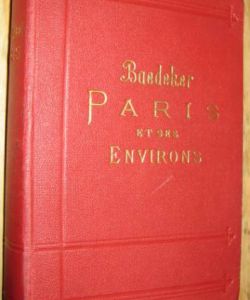 Baedeker
PARIS
ET SES
ENVIRONS